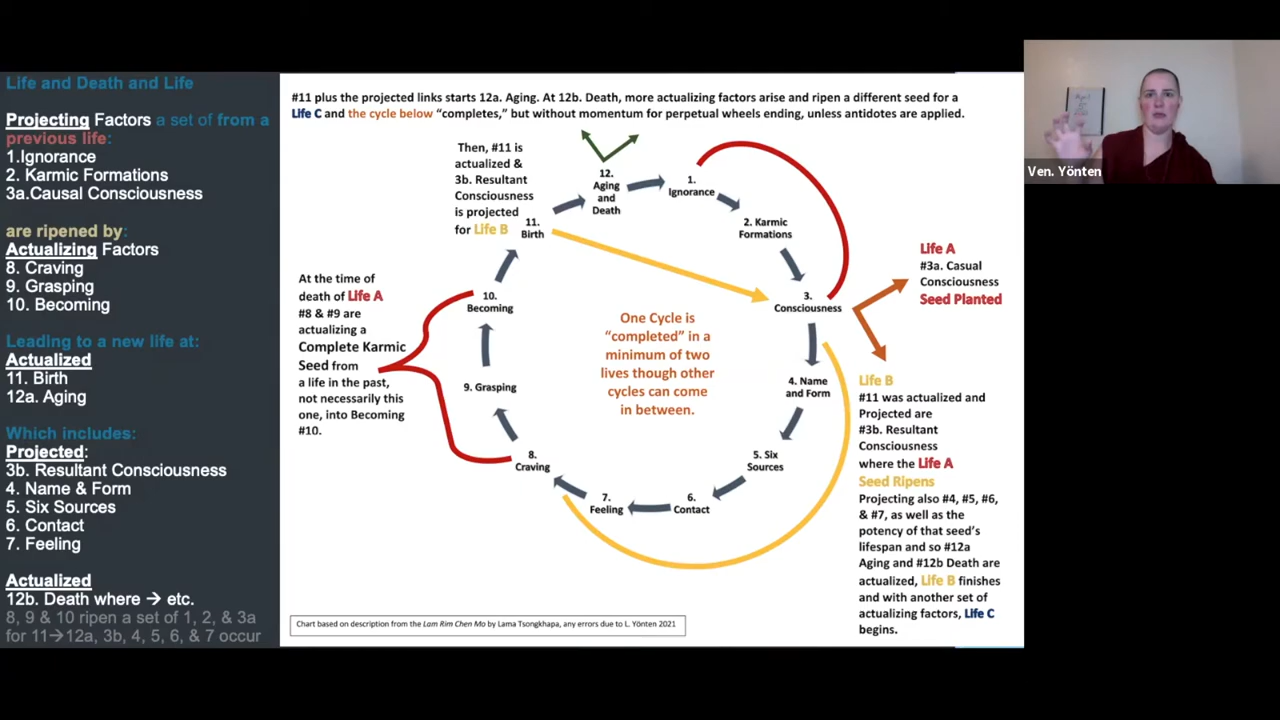 Life and Death and Life
Projecting Factors a set of from a
previous life:
1.Ignorance
2. Karmic Formations
3a.Causal Consciousness
are ripened by:
Actualizing Factors
8. Craving
9. Grasping
10. Becoming
Leading to a new life at:
Actualized
11. Birth
12a. Aging
Which includes:
Projected:
3b. Resultant Consciousness
4. Name & Form
5. Six Sources
6. Contact
7. Feeling
Actualized
12b. Death where → etc.
8, 9 & 10 ripen a set of 1, 2, & 3a
for 11→12a, 3b, 4, 5, 6, & 7 occur
#11 plus the projected links starts 12a. Aging. At 12b. Death, more actualizing factors arise and ripen a different seed for a
Life C and the cycle below “completes,” but without momentum for perpetual wheels ending, unless antidotes are applied.
Then, #11 is
actualized &
3b. Resultant
Consciousness
is projected
for Life B
12.
Aging
and
Death
1.
Ignorance
2. Karmic
Formations
3.
Consciousness
4. Name
and Form
5. Six
Sources
6.
Contact
7.
Feeling
8.
Craving
9. Grasping
10.
Becoming
11.
Birth
At the time of
death of Life A
#8 & #9 are
actualizing a
Complete Karmic
Seed from
a life in the past,
not necessarily this
one, into Becoming
#10.
One Cycle is
“completed” in a
minimum of two
lives though other
cycles can come
in between.
Life A
#3a. Casual
Consciousness
Seed Planted
Life B
#11 was actualized and
Projected are
#3b. Resultant
Consciousness
where the Life A
Seed Ripens
Projecting also #4, #5, #6,
& #7, as well as the
potency of that seed’s
lifespan and so #12a
Aging and #12b Death are
actualized, Life B finishes
and with another set of
actualizing factors, Life C
begins.
Chart based on description from the Lam Rim Chen Mo by Lama Tsongkhapa, any errors due to L. Yönten 2021
Ven. Yönten